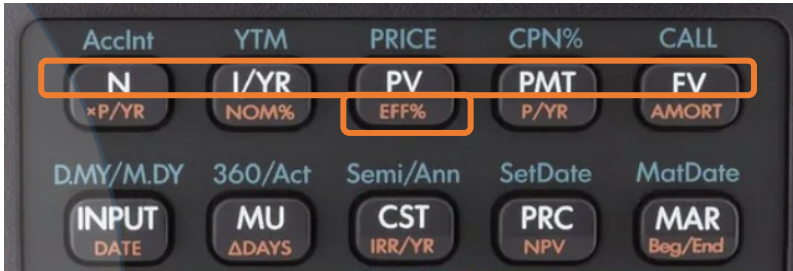 AccInt YTM PRICE CPN% CALL
N I/YR PV PMT FV
×P/YR NOM% EFF% P/YR AMORT
D.MY/M.DY 360/Act Semi/Ann SetDate MatDate
INPUT MU CST PRC MAR
DATE ΔDAYS IRR/YR NPV Beg/End